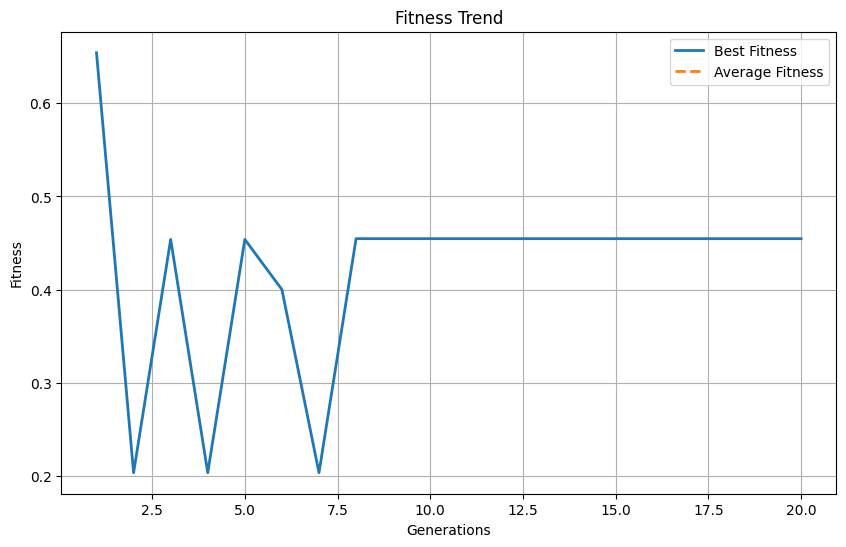 Fitness Trend
Best Fitness
Average Fitness
Fitness
0.6
0.5
0.4
0.3
0.2
2.5 5.0 7.5 10.0 12.5 15.0 17.5 20.0
Generations